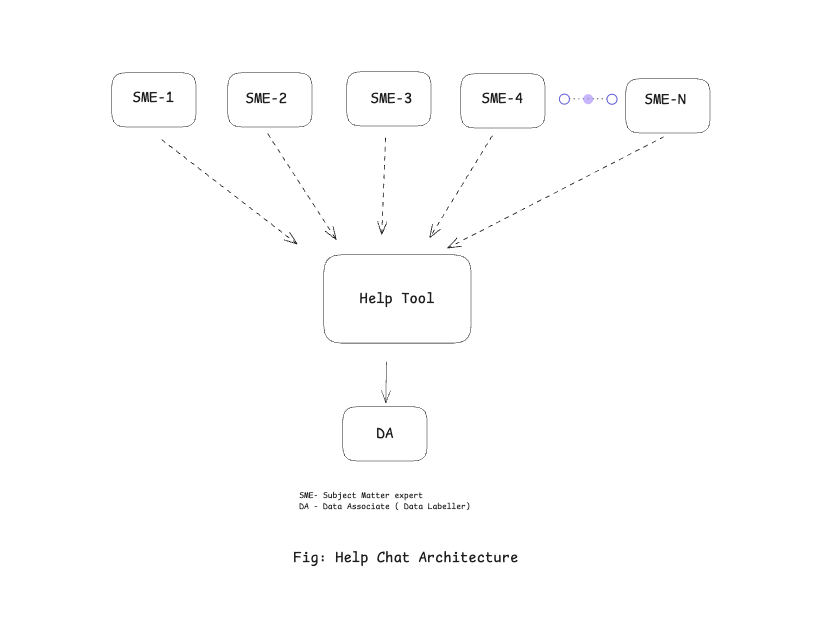 SME-1 SME-2 SME-3 SME-4 SME-N
Help Tool
DA
SME- Subject Matter expert
DA - Data Associate ( Data Labeller)
Fig: Help Chat Architecture